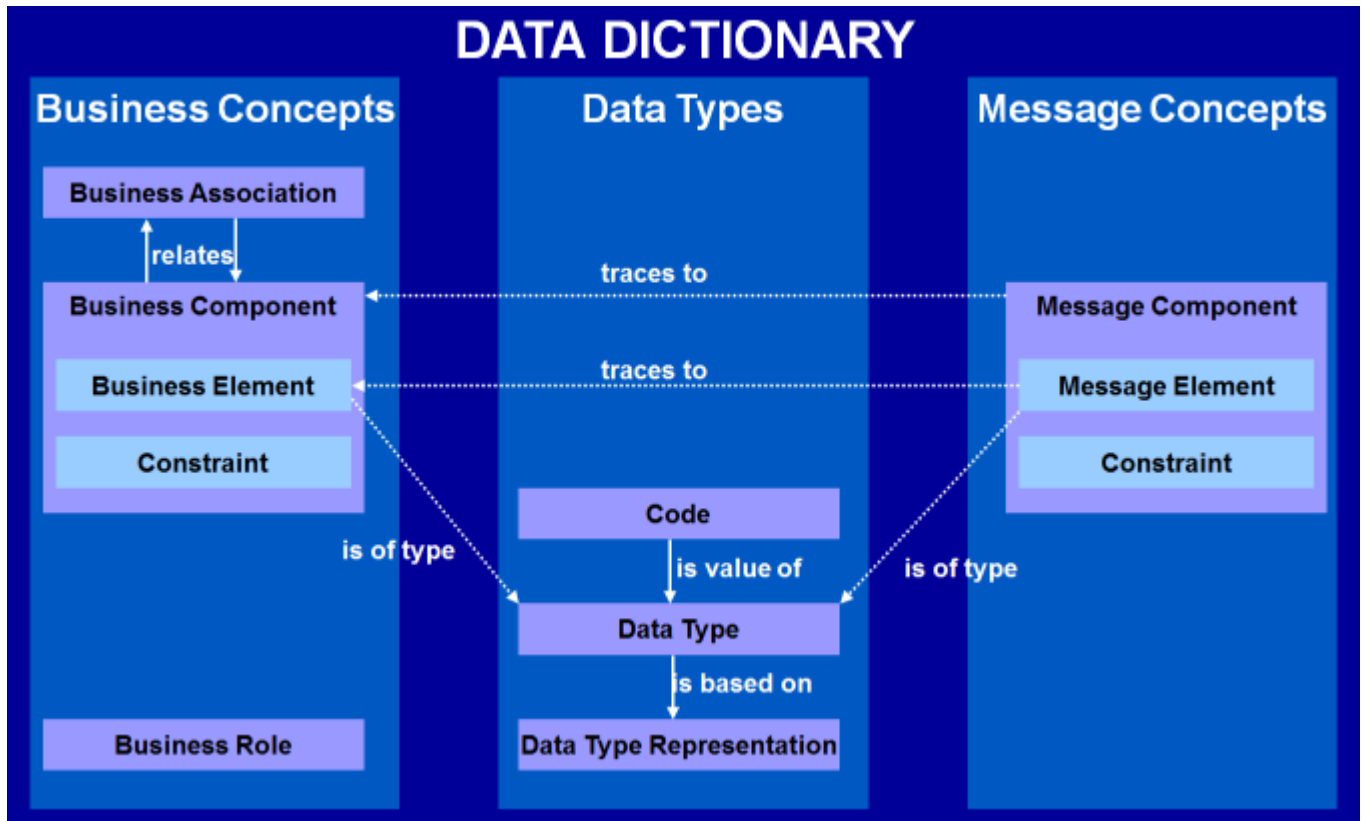 DATA DICTIONARY
Business Concepts
Business Association
relates
Business Component
Business Element
Constraint
is of type
Business Role
Data Types
traces to
traces to
Code
is value of
Data Type
is based on
Data Type Representation
Message Concepts
Message Component
Message Element
Constraint
is of type